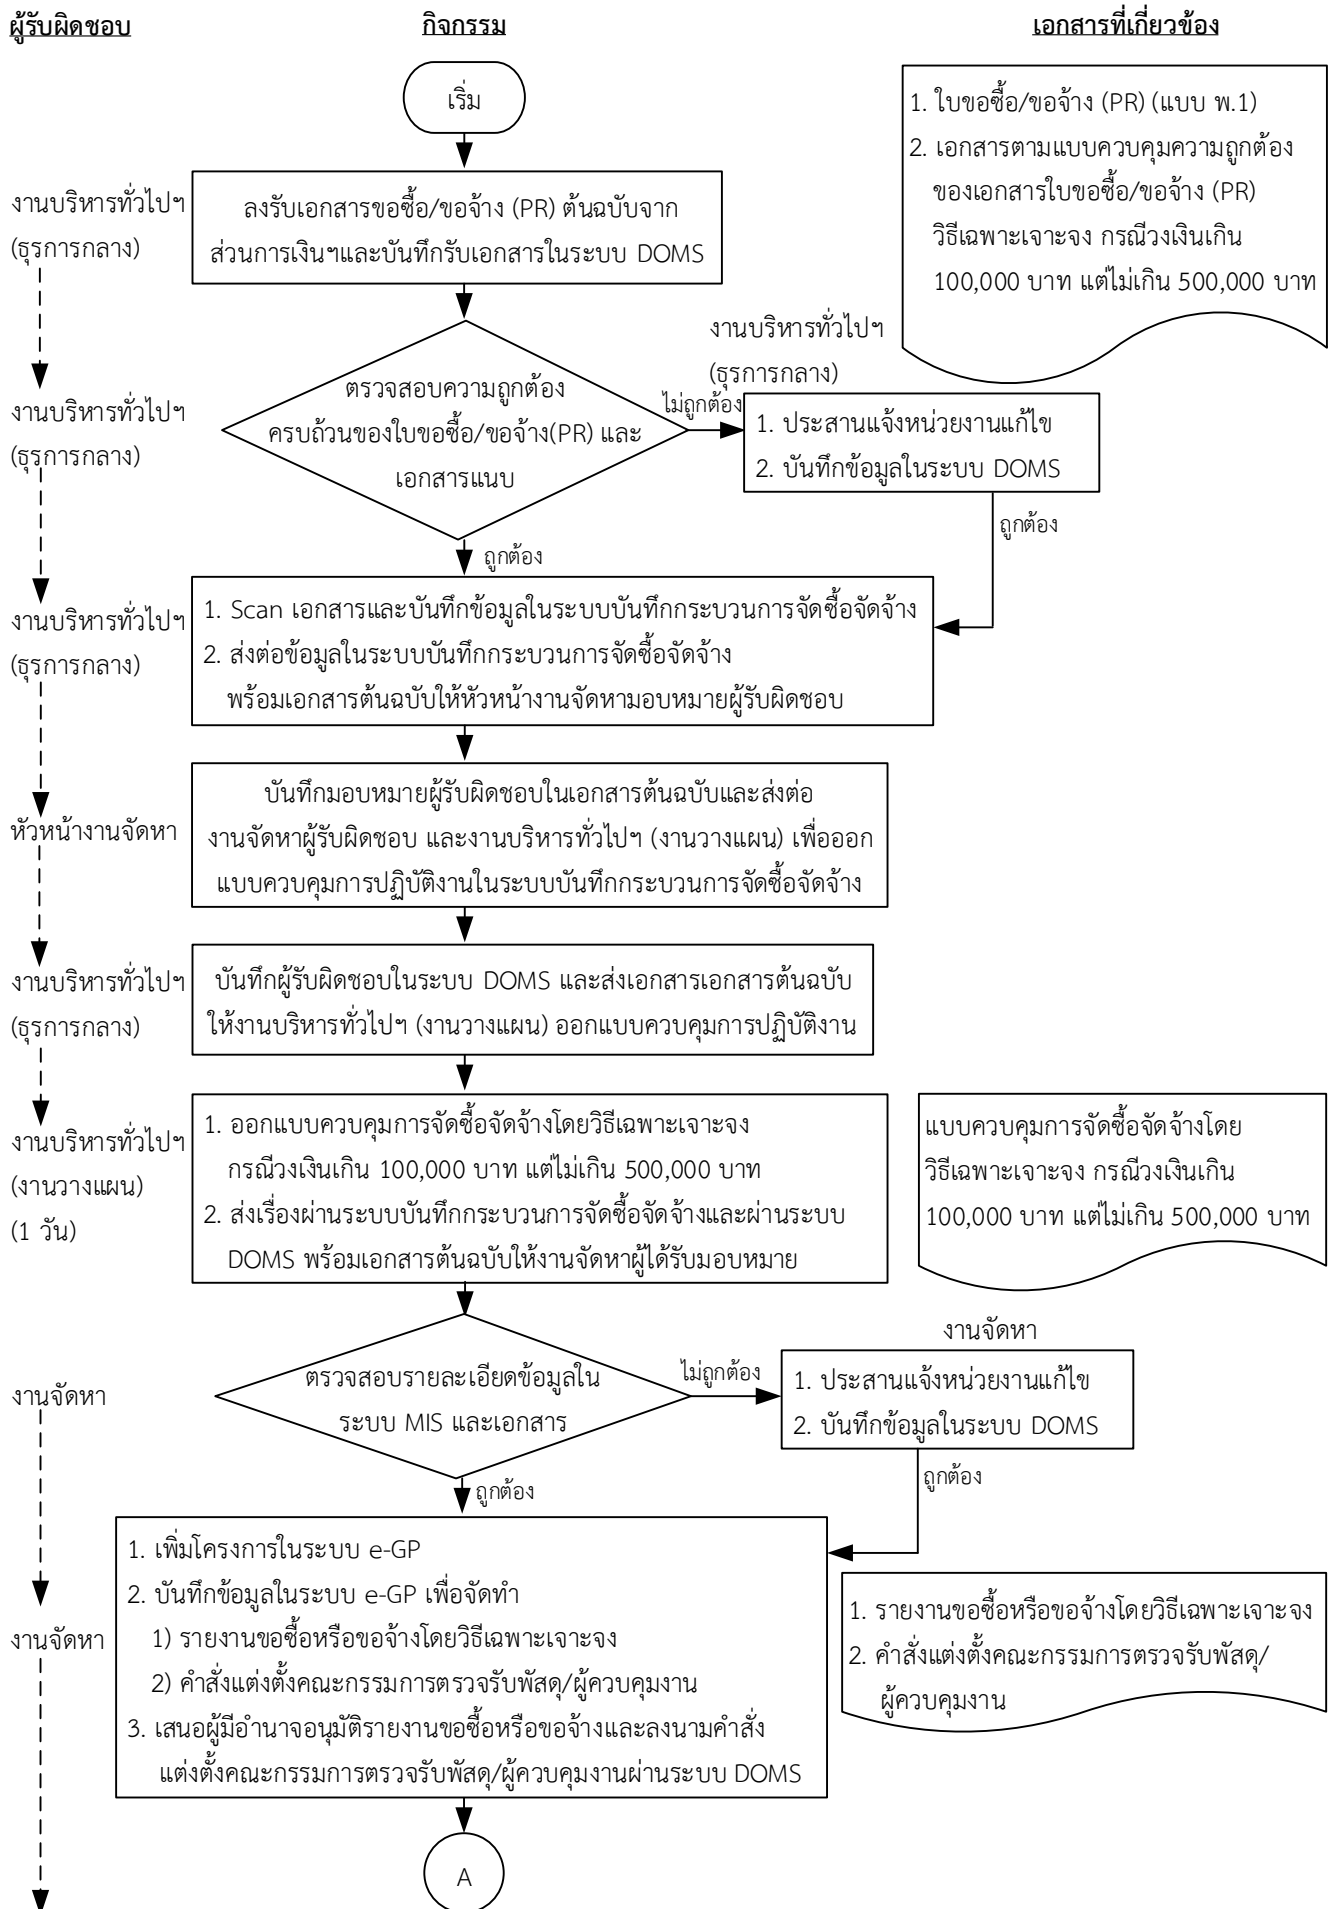 ผู้รับผิดชอบ
กิจกรรม
เอกสารที่เกี่ยวข้อง
เริ่ม
1. ใบขอซื้อ/ขอจ้าง (PR) (แบบ พ.1)
2. เอกสารตามแบบควบคุมความถูกต้อง
ของเอกสารใบขอซื้อ/ขอจ้าง (PR)
วิธีเฉพาะเจาะจง กรณีวงเงินเกิน
100,000 บาท แต่ไม่เกิน 500,000 บาท
งานบริหารทั่วไปฯ
(ธุรการกลาง)
ลงรับเอกสารขอซื้อ/ขอจ้าง (PR) ต้นฉบับจาก
ส่วนการเงินฯและบันทึกรับเอกสารในระบบ DOMS
งานบริหารทั่วไปฯ
(ธุรการกลาง)
ตรวจสอบความถูกต้อง
ครบถ้วนของใบขอซื้อ/ขอจ้าง(PR) และ
เอกสารแนบ
ไม่ถูกต้อง
งานบริหารทั่วไปฯ
(ธุรการกลาง)
1. ประสานแจ้งหน่วยงานแก้ไข
2. บันทึกข้อมูลในระบบ DOMS
ถูกต้อง
ถูกต้อง
งานบริหารทั่วไปฯ
(ธุรการกลาง)
1. Scan เอกสารและบันทึกข้อมูลในระบบบันทึกกระบวนการจัดซื้อจัดจ้าง
2. ส่งต่อข้อมูลในระบบบันทึกกระบวนการจัดซื้อจัดจ้าง
พร้อมเอกสารต้นฉบับให้หัวหน้างานจัดหามอบหมายผู้รับผิดชอบ
หัวหน้างานจัดหา
บันทึกมอบหมายผู้รับผิดชอบในเอกสารต้นฉบับและส่งต่อ
งานจัดหาผู้รับผิดชอบ และงานบริหารทั่วไปฯ (งานวางแผน) เพื่อออก
แบบควบคุมการปฏิบัติงานในระบบบันทึกกระบวนการจัดซื้อจัดจ้าง
งานบริหารทั่วไปฯ
(ธุรการกลาง)
บันทึกผู้รับผิดชอบในระบบ DOMS และส่งเอกสารเอกสารต้นฉบับ
ให้งานบริหารทั่วไปฯ (งานวางแผน) ออกแบบควบคุมการปฏิบัติงาน
งานบริหารทั่วไปฯ
(งานวางแผน)
(1 วัน)
1. ออกแบบควบคุมการจัดซื้อจัดจ้างโดยวิธีเฉพาะเจาะจง
กรณีวงเงินเกิน 100,000 บาท แต่ไม่เกิน 500,000 บาท
2. ส่งเรื่องผ่านระบบบันทึกกระบวนการจัดซื้อจัดจ้างและผ่านระบบ
DOMS พร้อมเอกสารต้นฉบับให้งานจัดหาผู้ได้รับมอบหมาย
แบบควบคุมการจัดซื้อจัดจ้างโดย
วิธีเฉพาะเจาะจง กรณีวงเงินเกิน
100,000 บาท แต่ไม่เกิน 500,000 บาท
งานจัดหา
ตรวจสอบรายละเอียดข้อมูลใน
ระบบ MIS และเอกสาร
ไม่ถูกต้อง
งานจัดหา
1. ประสานแจ้งหน่วยงานแก้ไข
2. บันทึกข้อมูลในระบบ DOMS
ถูกต้อง
ถูกต้อง
งานจัดหา
1. เพิ่มโครงการในระบบ e-GP
2. บันทึกข้อมูลในระบบ e-GP เพื่อจัดทำ
1) รายงานขอซื้อหรือขอจ้างโดยวิธีเฉพาะเจาะจง
2) คำสั่งแต่งตั้งคณะกรรมการตรวจรับพัสดุ/ผู้ควบคุมงาน
3. เสนอผู้มีอำนาจอนุมัติรายงานขอซื้อหรือขอจ้างและลงนามคำสั่ง
แต่งตั้งคณะกรรมการตรวจรับพัสดุ/ผู้ควบคุมงานผ่านระบบ DOMS
1. รายงานขอซื้อหรือขอจ้างโดยวิธีเฉพาะเจาะจง
2. คำสั่งแต่งตั้งคณะกรรมการตรวจรับพัสดุ/
ผู้ควบคุมงาน
A